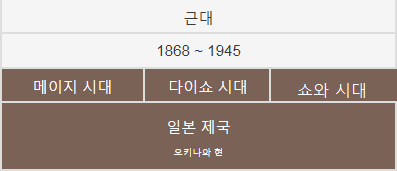 근대
1868 ~ 1945
메이지 시대 다이쇼 시대 쇼와 시대
일본 제국
오키나와 현